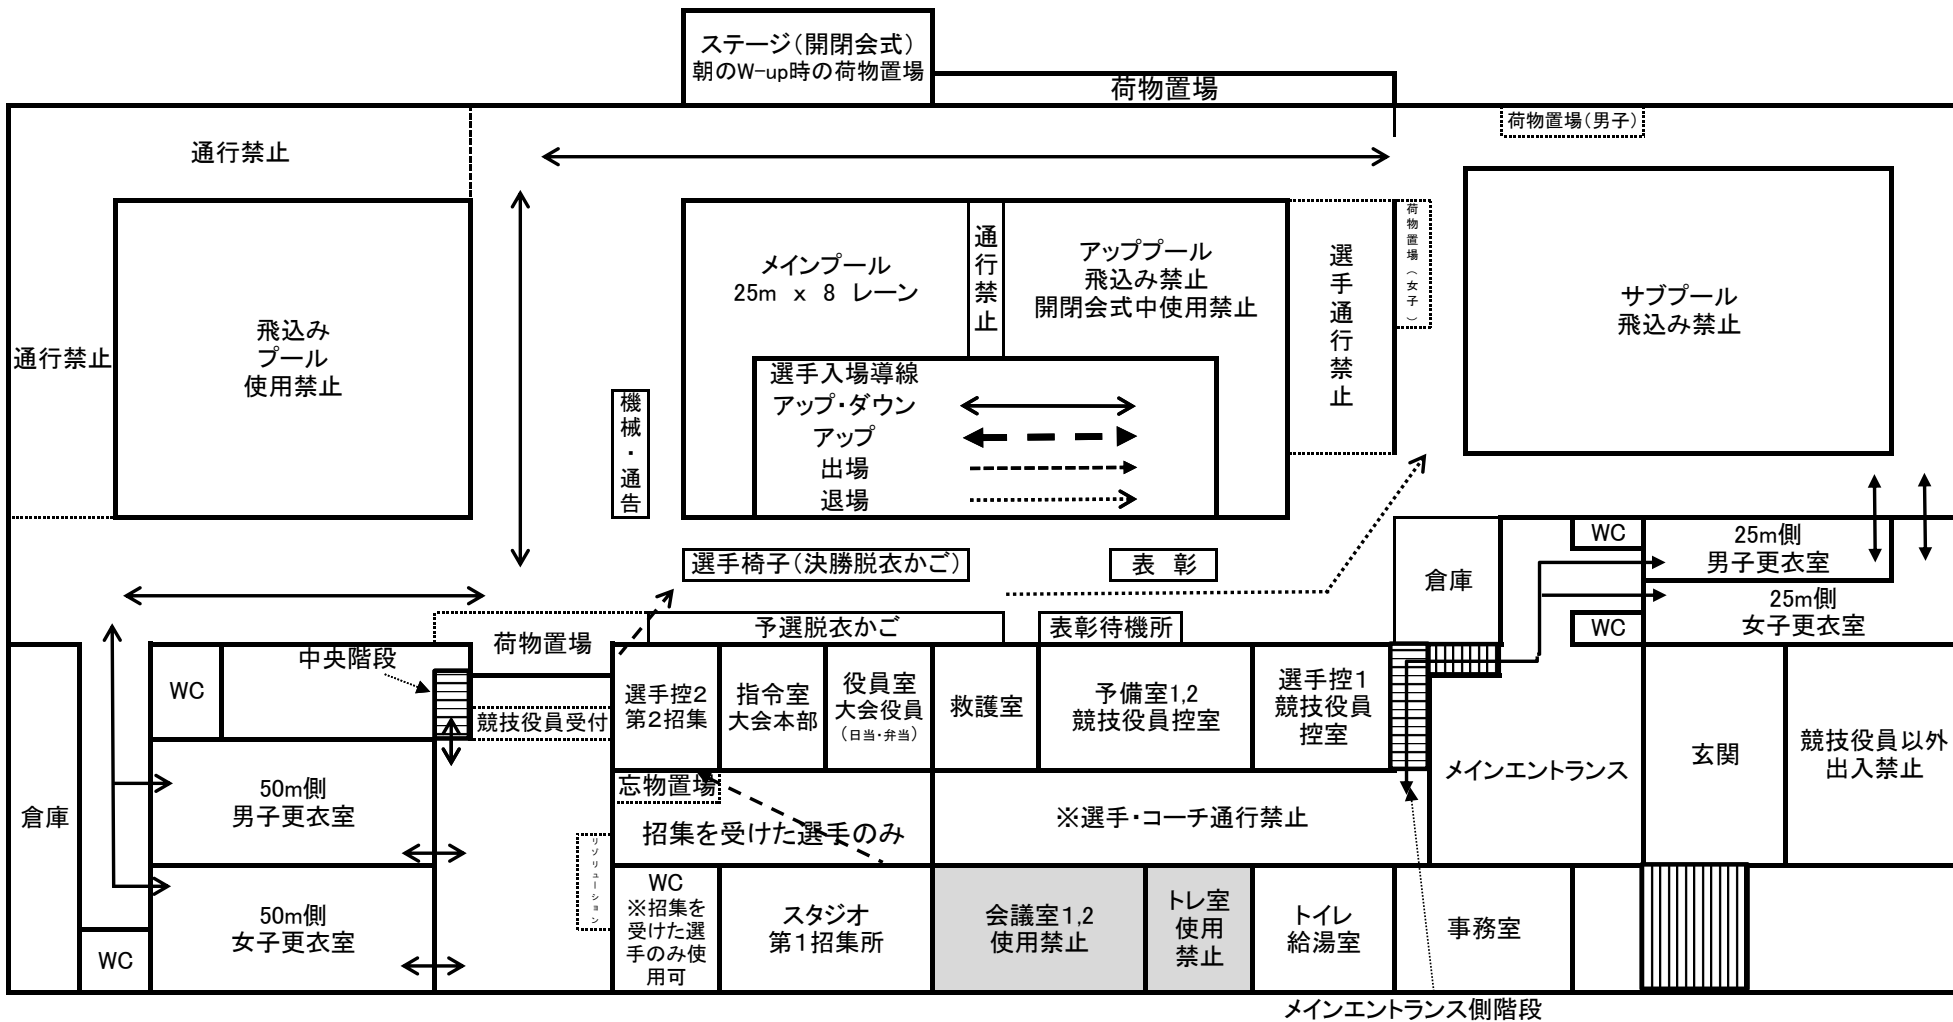 ステージ(開閉会式)
朝のW-up時の荷物置場
荷物置場
荷物置場(男子)
通行禁止
通行禁止
飛込み
プール
使用禁止
メインプール
25m x 8 レーン
通行禁止
アッププール
飛込み禁止
開閉会式中使用禁止
選手通行禁止
荷物置場(女子)
サブプール
飛込み禁止
選手入場導線
アップ・ダウン
アップ
出場
退場
機械・通告
選手椅子(決勝脱衣かご)
表 彰
倉庫
WC
25m側
男子更衣室
25m側
女子更衣室
WC
荷物置場
予選脱衣かご
表彰待機所
中央階段
WC
競技役員受付
選手控2
第2招集
指令室
大会本部
役員室
大会役員
(日当・弁当)
救護室
予備室1,2
競技役員控室
選手控1
競技役員
控室
メインエントランス
玄関
競技役員以外
出入禁止
倉庫
50m側
男子更衣室
忘物置場
招集を受けた選手のみ
※選手・コーチ通行禁止
リゾリューション
50m側
女子更衣室
WC
WC
※招集を
受けた選
手のみ使
用可
スタジオ
第1招集所
会議室1,2
使用禁止
トレ室
使用
禁止
トイレ
給湯室
事務室
メインエントランス側階段